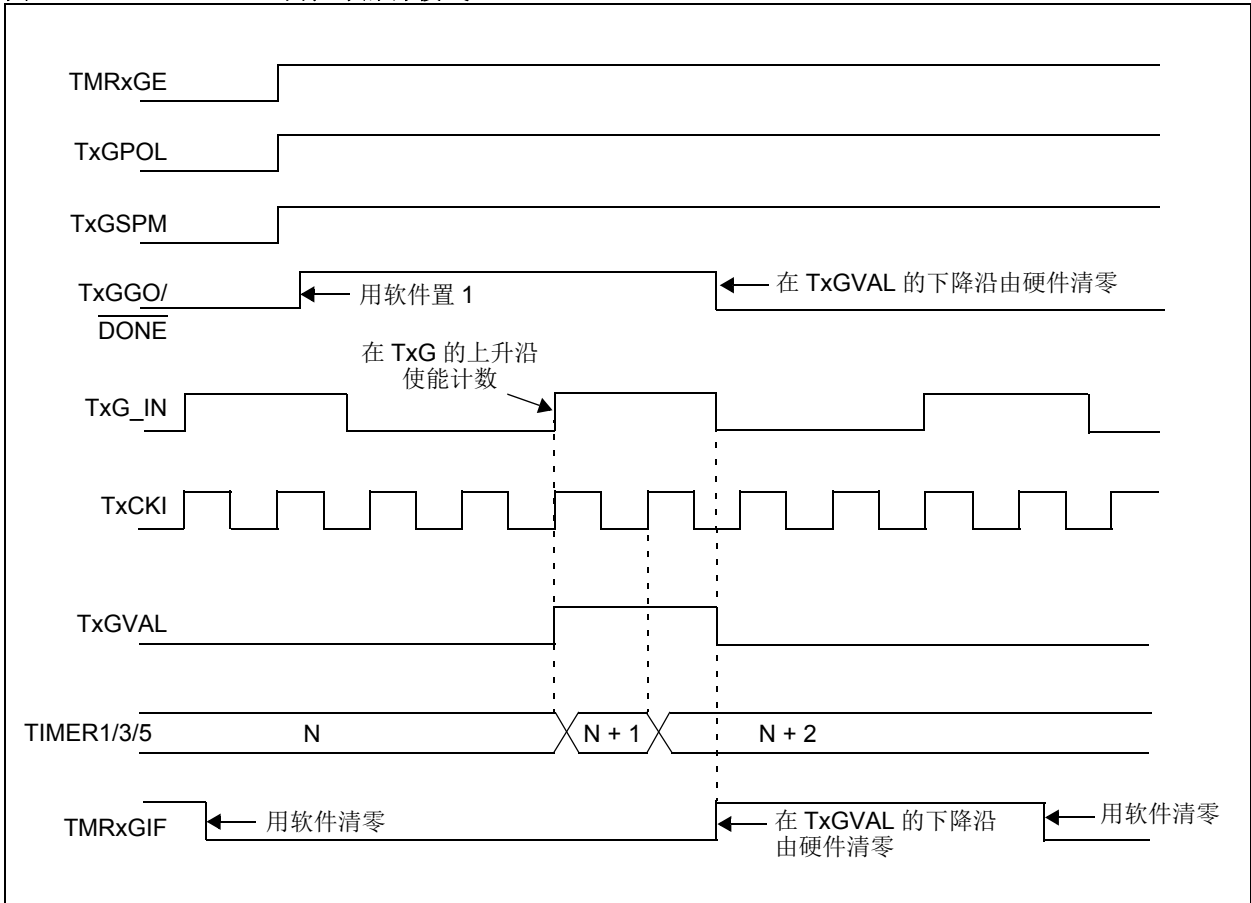 TMRxGE
TxGPOL
TxGSPM
TxGGO/
DONE
用软件置 1
在 TxGVAL 的下降沿由硬件清零
在 TxG 的上升沿
使能计数
TxG_IN
TxCKI
TxGVAL
TIMER1/3/5
N
N + 1
N + 2
TMRxGIF
用软件清零
在 TxGVAL 的下降沿
由硬件清零
用软件清零